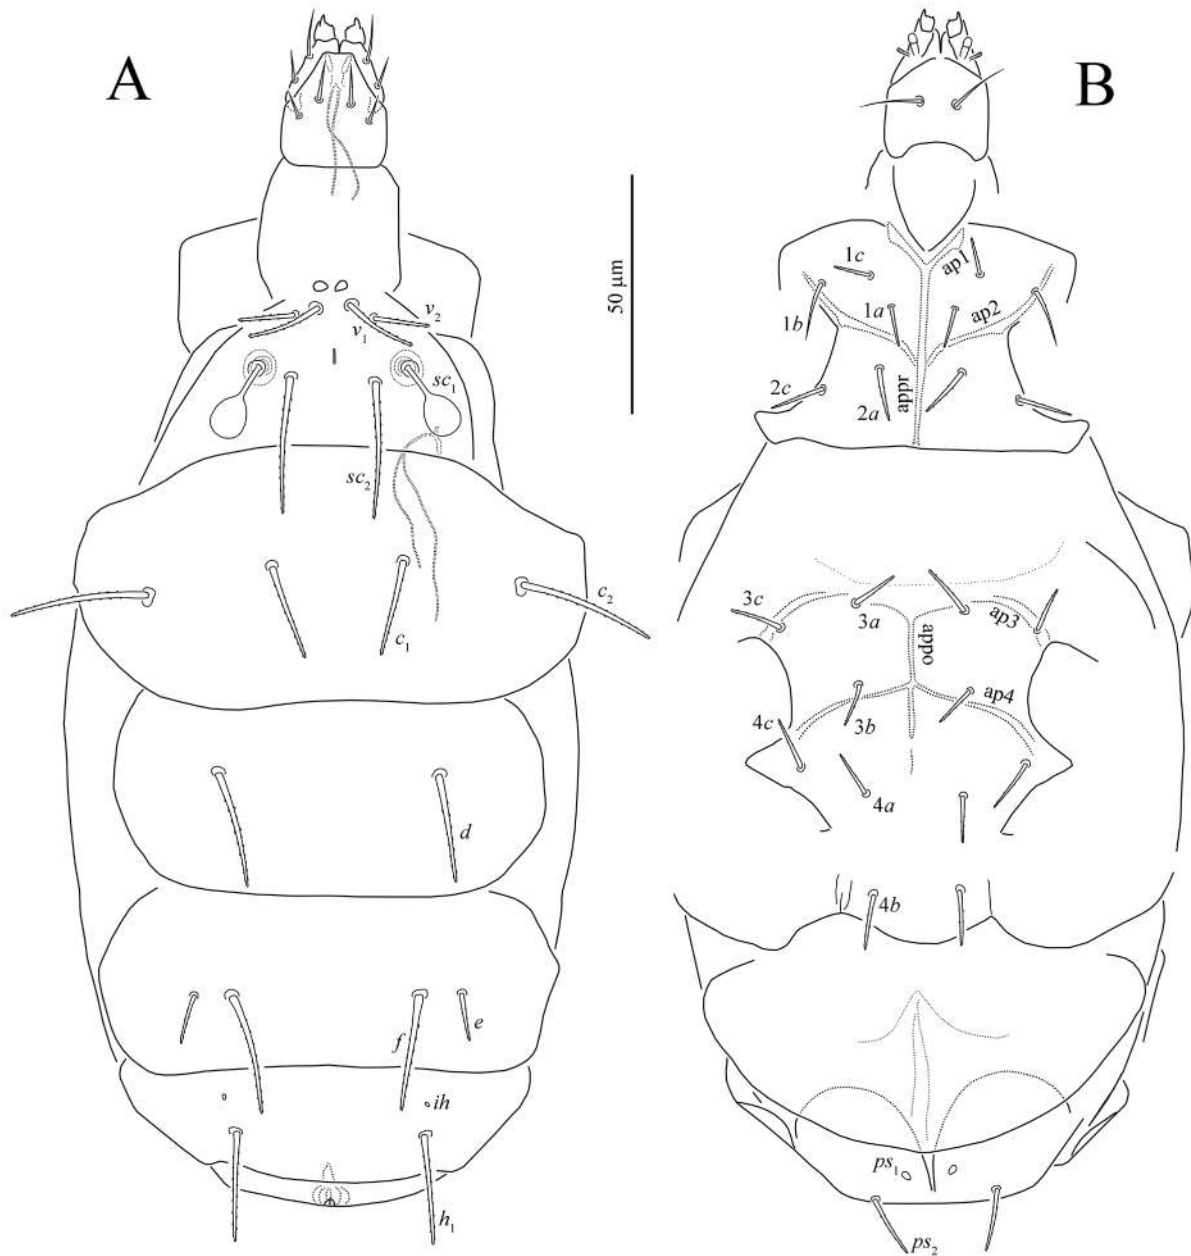 A
v₂
v₁
sc₁
sc₂
c₂
c₁
d
e
f
ih
h₁
50 µm
B
1c
ap1
1b
1a
ap2
2c
2a
appr
3c
3a
appo
ap3
ap4
4c
3b
4a
4b
ps₁
ps₂